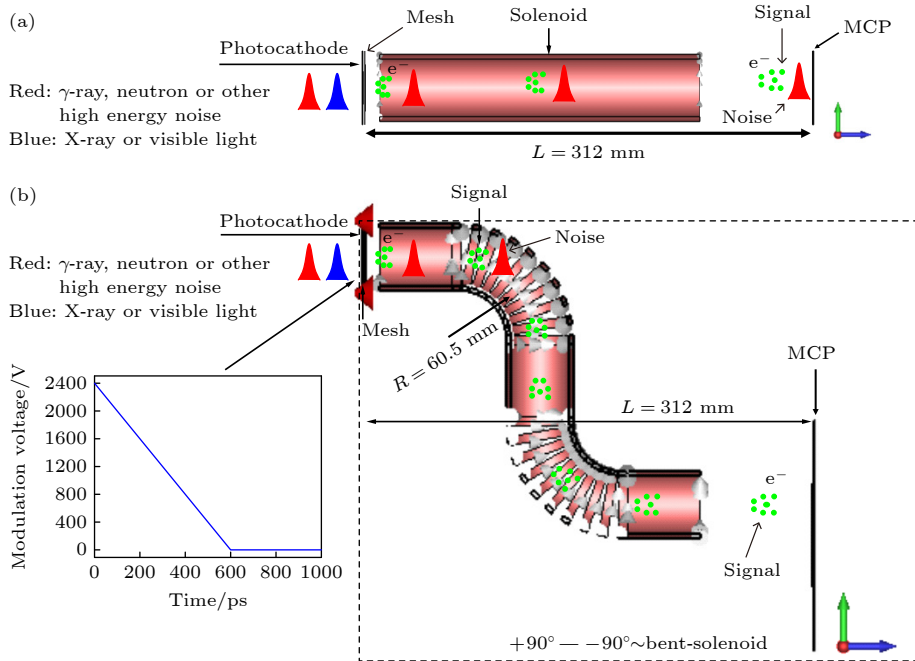 (a)
Mesh
Solenoid
Signal
MCP
Photocathode
e−
e−
Red: γ-ray, neutron or other
high energy noise
Blue: X-ray or visible light
Noise
L = 312 mm
(b)
Signal
Photocathode
e−
Noise
Red: γ-ray, neutron or other
high energy noise
Blue: X-ray or visible light
Mesh
R = 60.5 mm
MCP
L = 312 mm
Modulation voltage/V
2400
2000
1600
1200
800
400
0
0 200 400 600 800 1000
Time/ps
e−
Signal
+90° — −90°~bent-solenoid